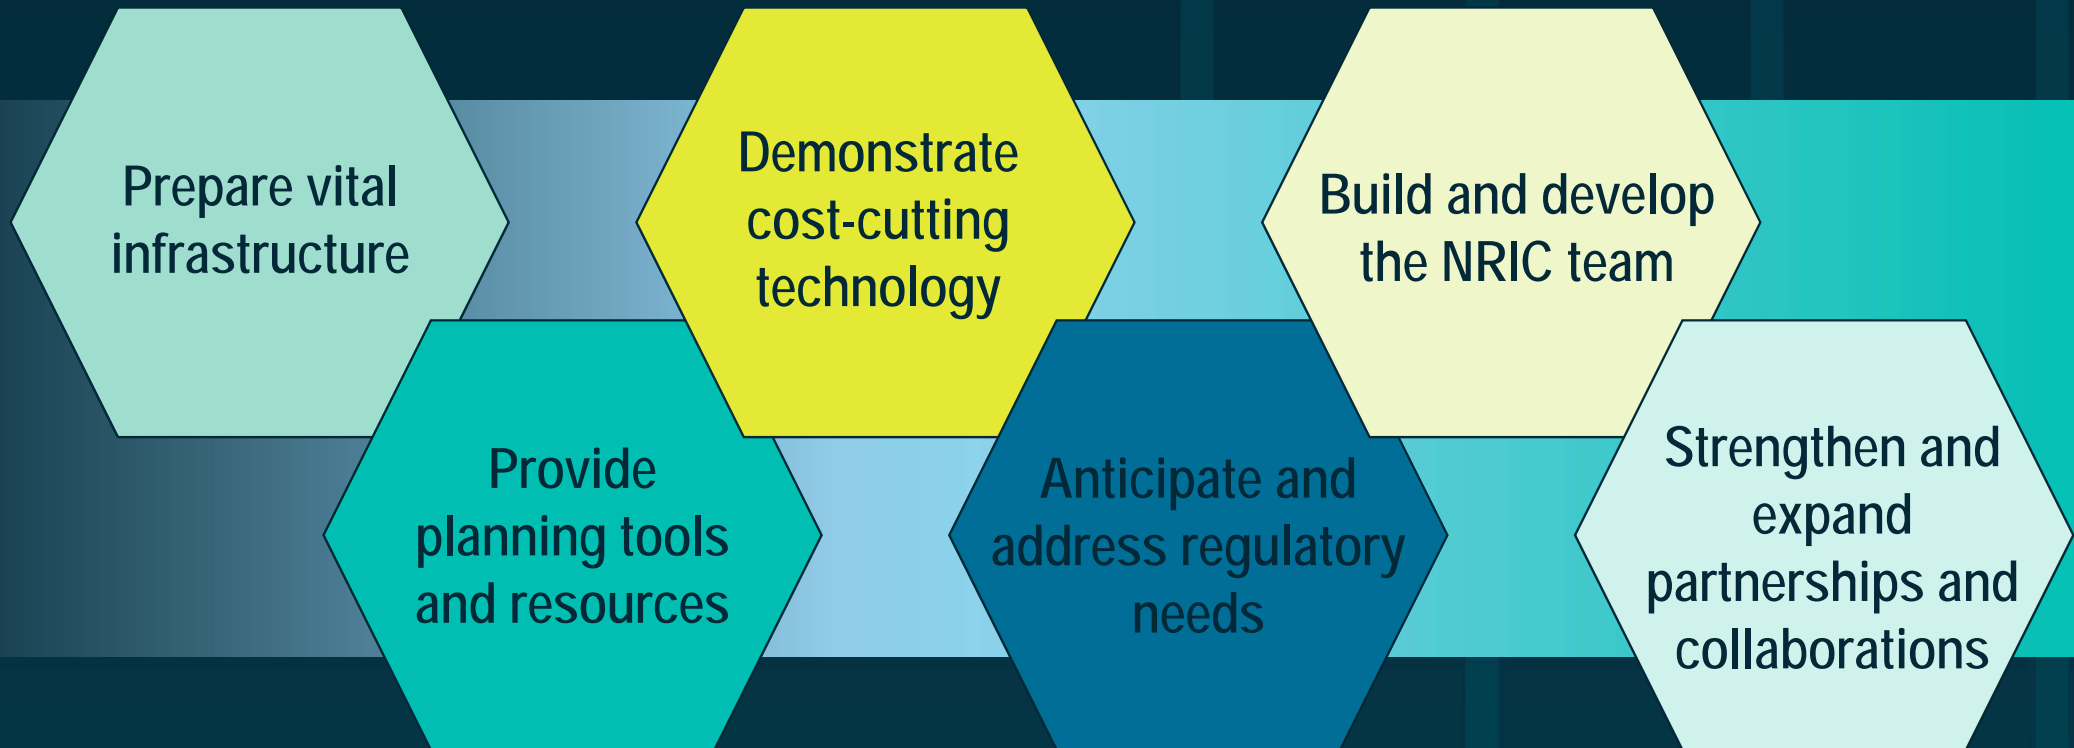 Prepare vital
infrastructure
Provide
planning tools
and resources
Demonstrate
cost-cutting
technology
Anticipate and
address regulatory
needs
Build and develop
the NRIC team
Strengthen and
expand
partnerships and
collaborations